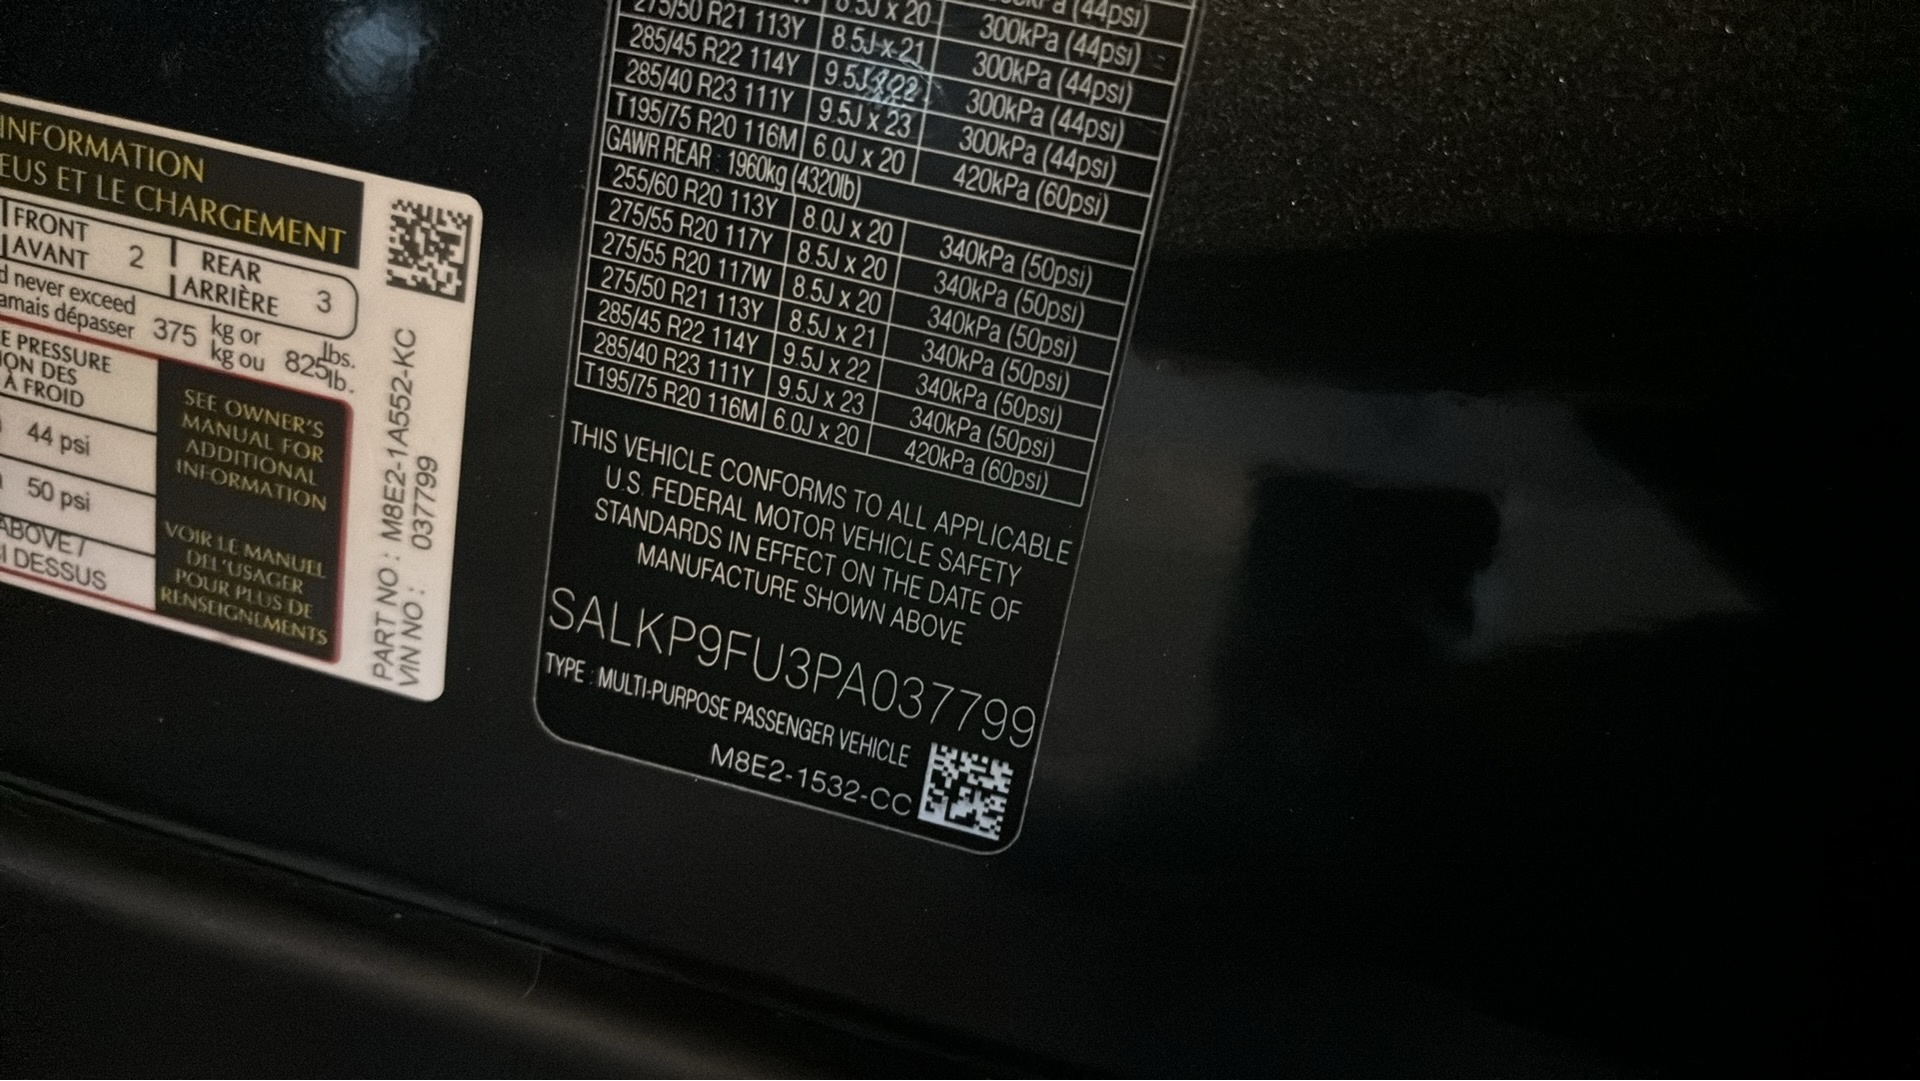 INFORMATION
EUS ET LE CHARGEMENT
FRONT
AVANT 2 REAR
ARRIÈRE 3
never exceed
amais dépasser 375 kg or
kg ou 825 lbs.
lb.
E PRESSURE
ION DES
À FROID
44 psi
50 psi
ABOVE /
DESSUS
SEE OWNER'S
MANUAL FOR
ADDITIONAL
INFORMATION
VOIR LE MANUEL
DEL'USAGER
POUR PLUS DE
RENSEIGNEMENTS
PART NO : M8E2-1A552-KC
VIN NO : 037799
(44psi)
8.5J x 20 300kPa (44psi)
275/50 R21 113Y 8.5J x 21 300kPa (44psi)
285/45 R22 114Y 9.5J x 22 300kPa (44psi)
285/40 R23 111Y 9.5J x 23 300kPa (44psi)
T195/75 R20 116M 6.0J x 20 420kPa (60psi)
GAWR REAR : 1960kg (4320lb)
255/60 R20 113Y 8.0J x 20 340kPa (50psi)
275/55 R20 117Y 8.5J x 20 340kPa (50psi)
275/55 R20 117W 8.5J x 20 340kPa (50psi)
275/50 R21 113Y 8.5J x 21 340kPa (50psi)
285/45 R22 114Y 9.5J x 22 340kPa (50psi)
285/40 R23 111Y 9.5J x 23 340kPa (50psi)
T195/75 R20 116M 6.0J x 20 420kPa (60psi)
THIS VEHICLE CONFORMS TO ALL APPLICABLE
U.S. FEDERAL MOTOR VEHICLE SAFETY
STANDARDS IN EFFECT ON THE DATE OF
MANUFACTURE SHOWN ABOVE
SALKP9FU3PA037799
TYPE : MULTI-PURPOSE PASSENGER VEHICLE
M8E2-1532-CC